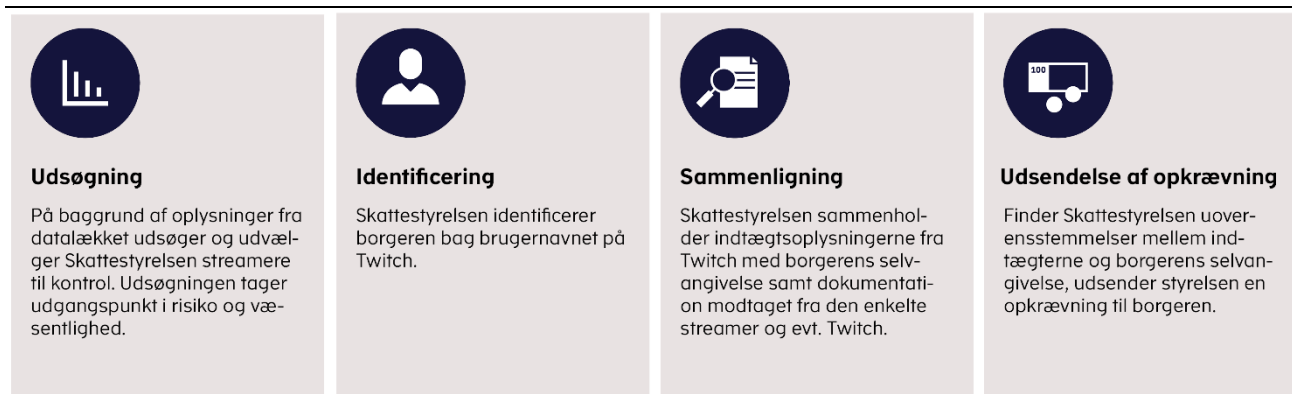 Udsøgning
På baggrund af oplysninger fra
datalækket udsøger og udvæl-
ger Skattestyrelsen streamere
til kontrol. Udsøgningen tager
udgangspunkt i risiko og væ-
sentlighed.
Identificering
Skattestyrelsen identificerer
borgeren bag brugernavnet på
Twitch.
Sammenligning
Skattestyrelsen sammenhol-
der indtægtsoplysningerne fra
Twitch med borgerens selv-
angivelse samt dokumentati-
on modtaget fra den enkelte
streamer og evt. Twitch.
100
Udsendelse af opkrævning
Finder Skattestyrelsen uover-
ensstemmelser mellem ind-
tægterne og borgerens selvan-
givelse, udsender styrelsen en
opkrævning til borgeren.